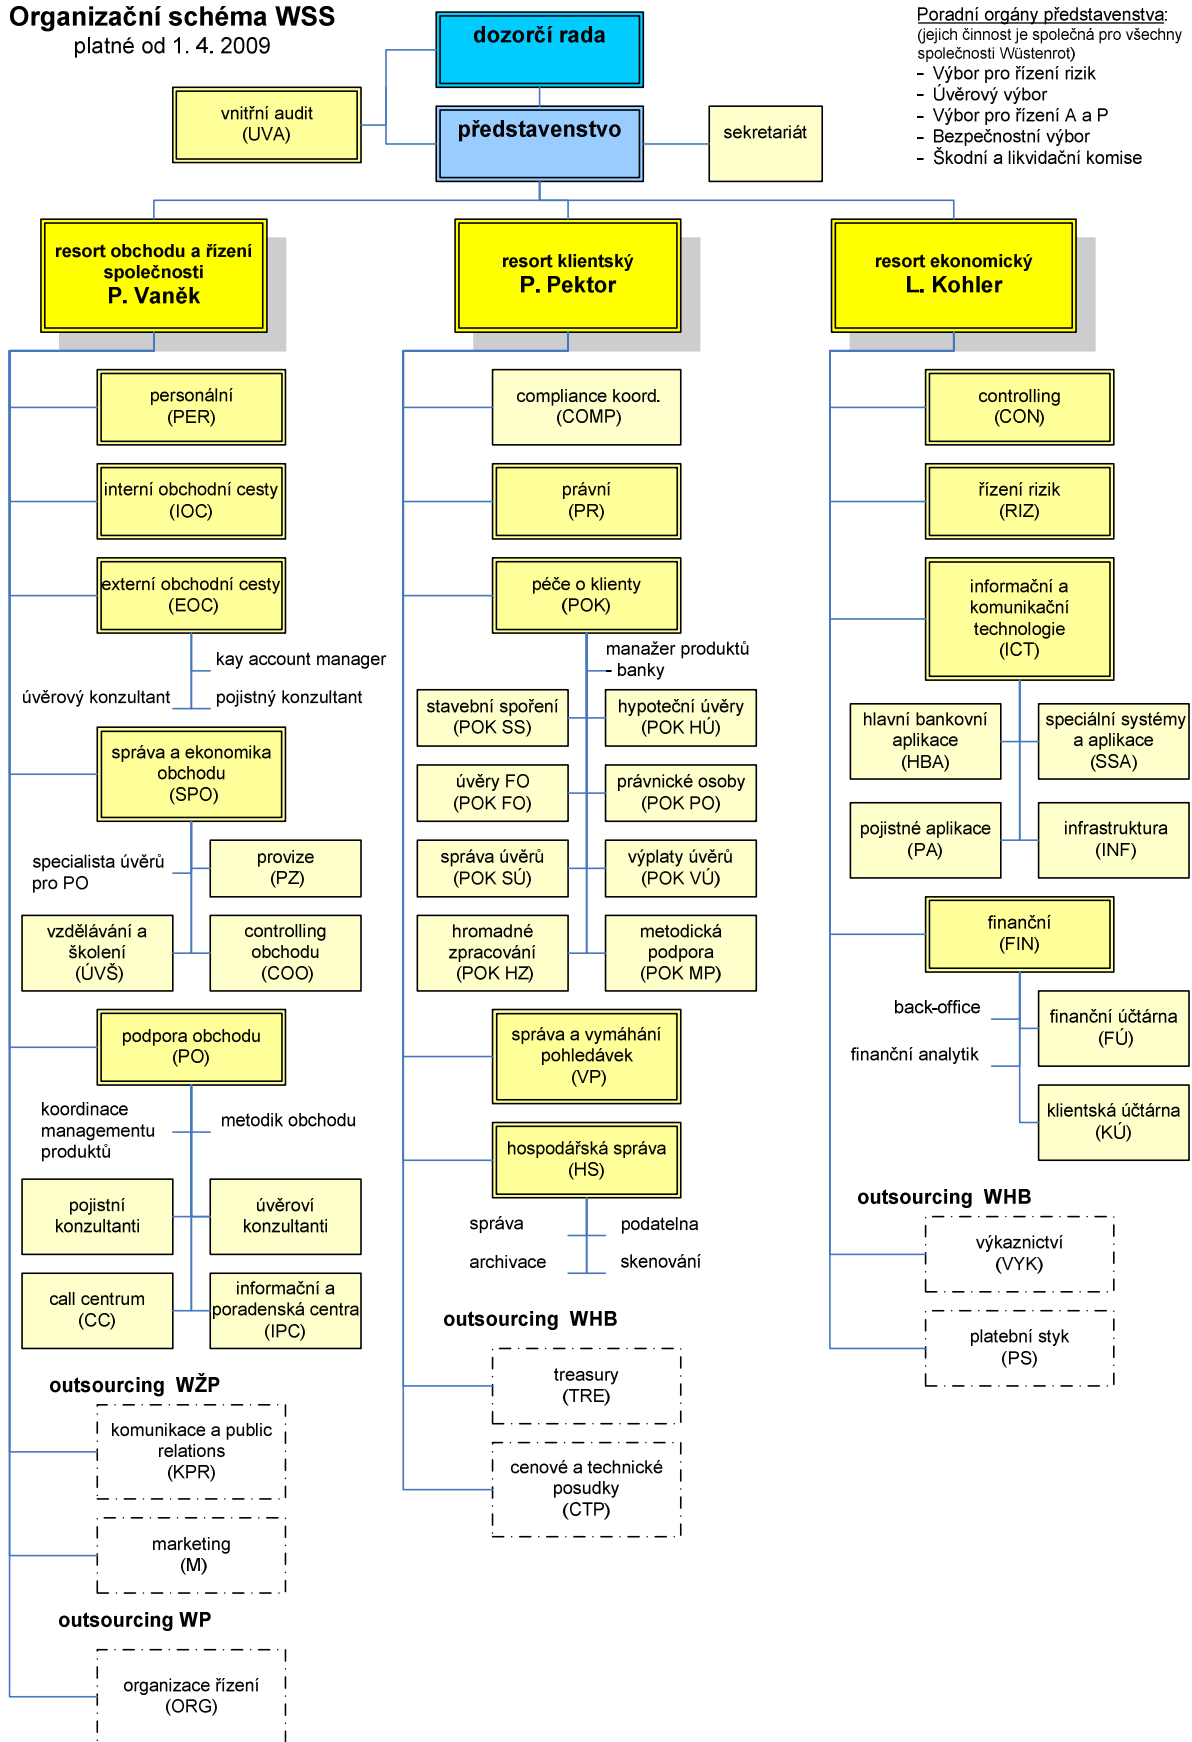 Organizační schéma WSS
platné od 1. 4. 2009
dozorčí rada
Poradní orgány představenstva:
(jejich činnost je společná pro všechny
společnosti Wüstenrot)
- Výbor pro řízení rizik
- Úvěrový výbor
- Výbor pro řízení A a P
- Bezpečnostní výbor
- Škodní a likvidační komise
vnitřní audit
(UVA)
představenstvo
sekretariát
resort obchodu a řízení
společnosti
P. Vaněk
personální
(PER)
interní obchodní cesty
(IOC)
externí obchodní cesty
(EOC)
kay account manager
úvěrový konzultant
pojistný konzultant
správa a ekonomika
obchodu
(SPO)
specialista úvěrů
pro PO
provize
(PZ)
vzdělávání a
školení
(ÚVŠ)
controlling
obchodu
(COO)
podpora obchodu
(PO)
koordinace
managementu
produktů
metodik obchodu
pojistní
konzultanti
úvěroví
konzultanti
call centrum
(CC)
informační a
poradenská centra
(IPC)
outsourcing WŽP
komunikace a public
relations
(KPR)
marketing
(M)
outsourcing WP
organizace řízení
(ORG)
resort klientský
P. Pektor
compliance koord.
(COMP)
právní
(PR)
péče o klienty
(POK)
manažer produktů
- banky
stavební spoření
(POK SS)
hypoteční úvěry
(POK HÚ)
úvěry FO
(POK FO)
právnické osoby
(POK PO)
správa úvěrů
(POK SÚ)
výplaty úvěrů
(POK VÚ)
hromadné
zpracování
(POK HZ)
metodická
podpora
(POK MP)
správa a vymáhání
pohledávek
(VP)
hospodářská správa
(HS)
správa
podatelna
archivace
skenování
outsourcing WHB
treasury
(TRE)
cenové a technické
posudky
(CTP)
resort ekonomický
L. Kohler
controlling
(CON)
řízení rizik
(RIZ)
informační a
komunikační
technologie
(ICT)
hlavní bankovní
aplikace
(HBA)
speciální systémy
a aplikace
(SSA)
pojistné aplikace
(PA)
infrastruktura
(INF)
finanční
(FIN)
back-office
finanční účtárna
(FÚ)
finanční analytik
klientská účtárna
(KÚ)
outsourcing WHB
výkaznictví
(VYK)
platební styk
(PS)